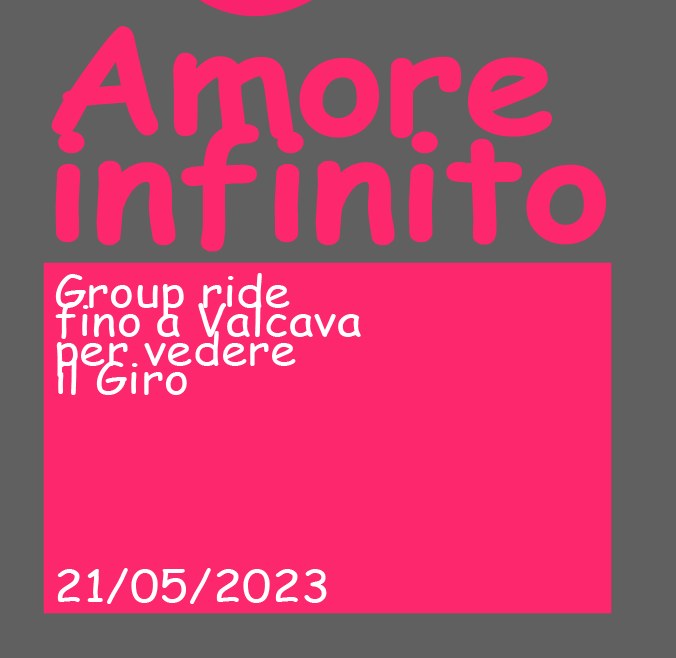 Amore
infinito
Group ride
fino a Valcava
per vedere
il Giro
21/05/2023